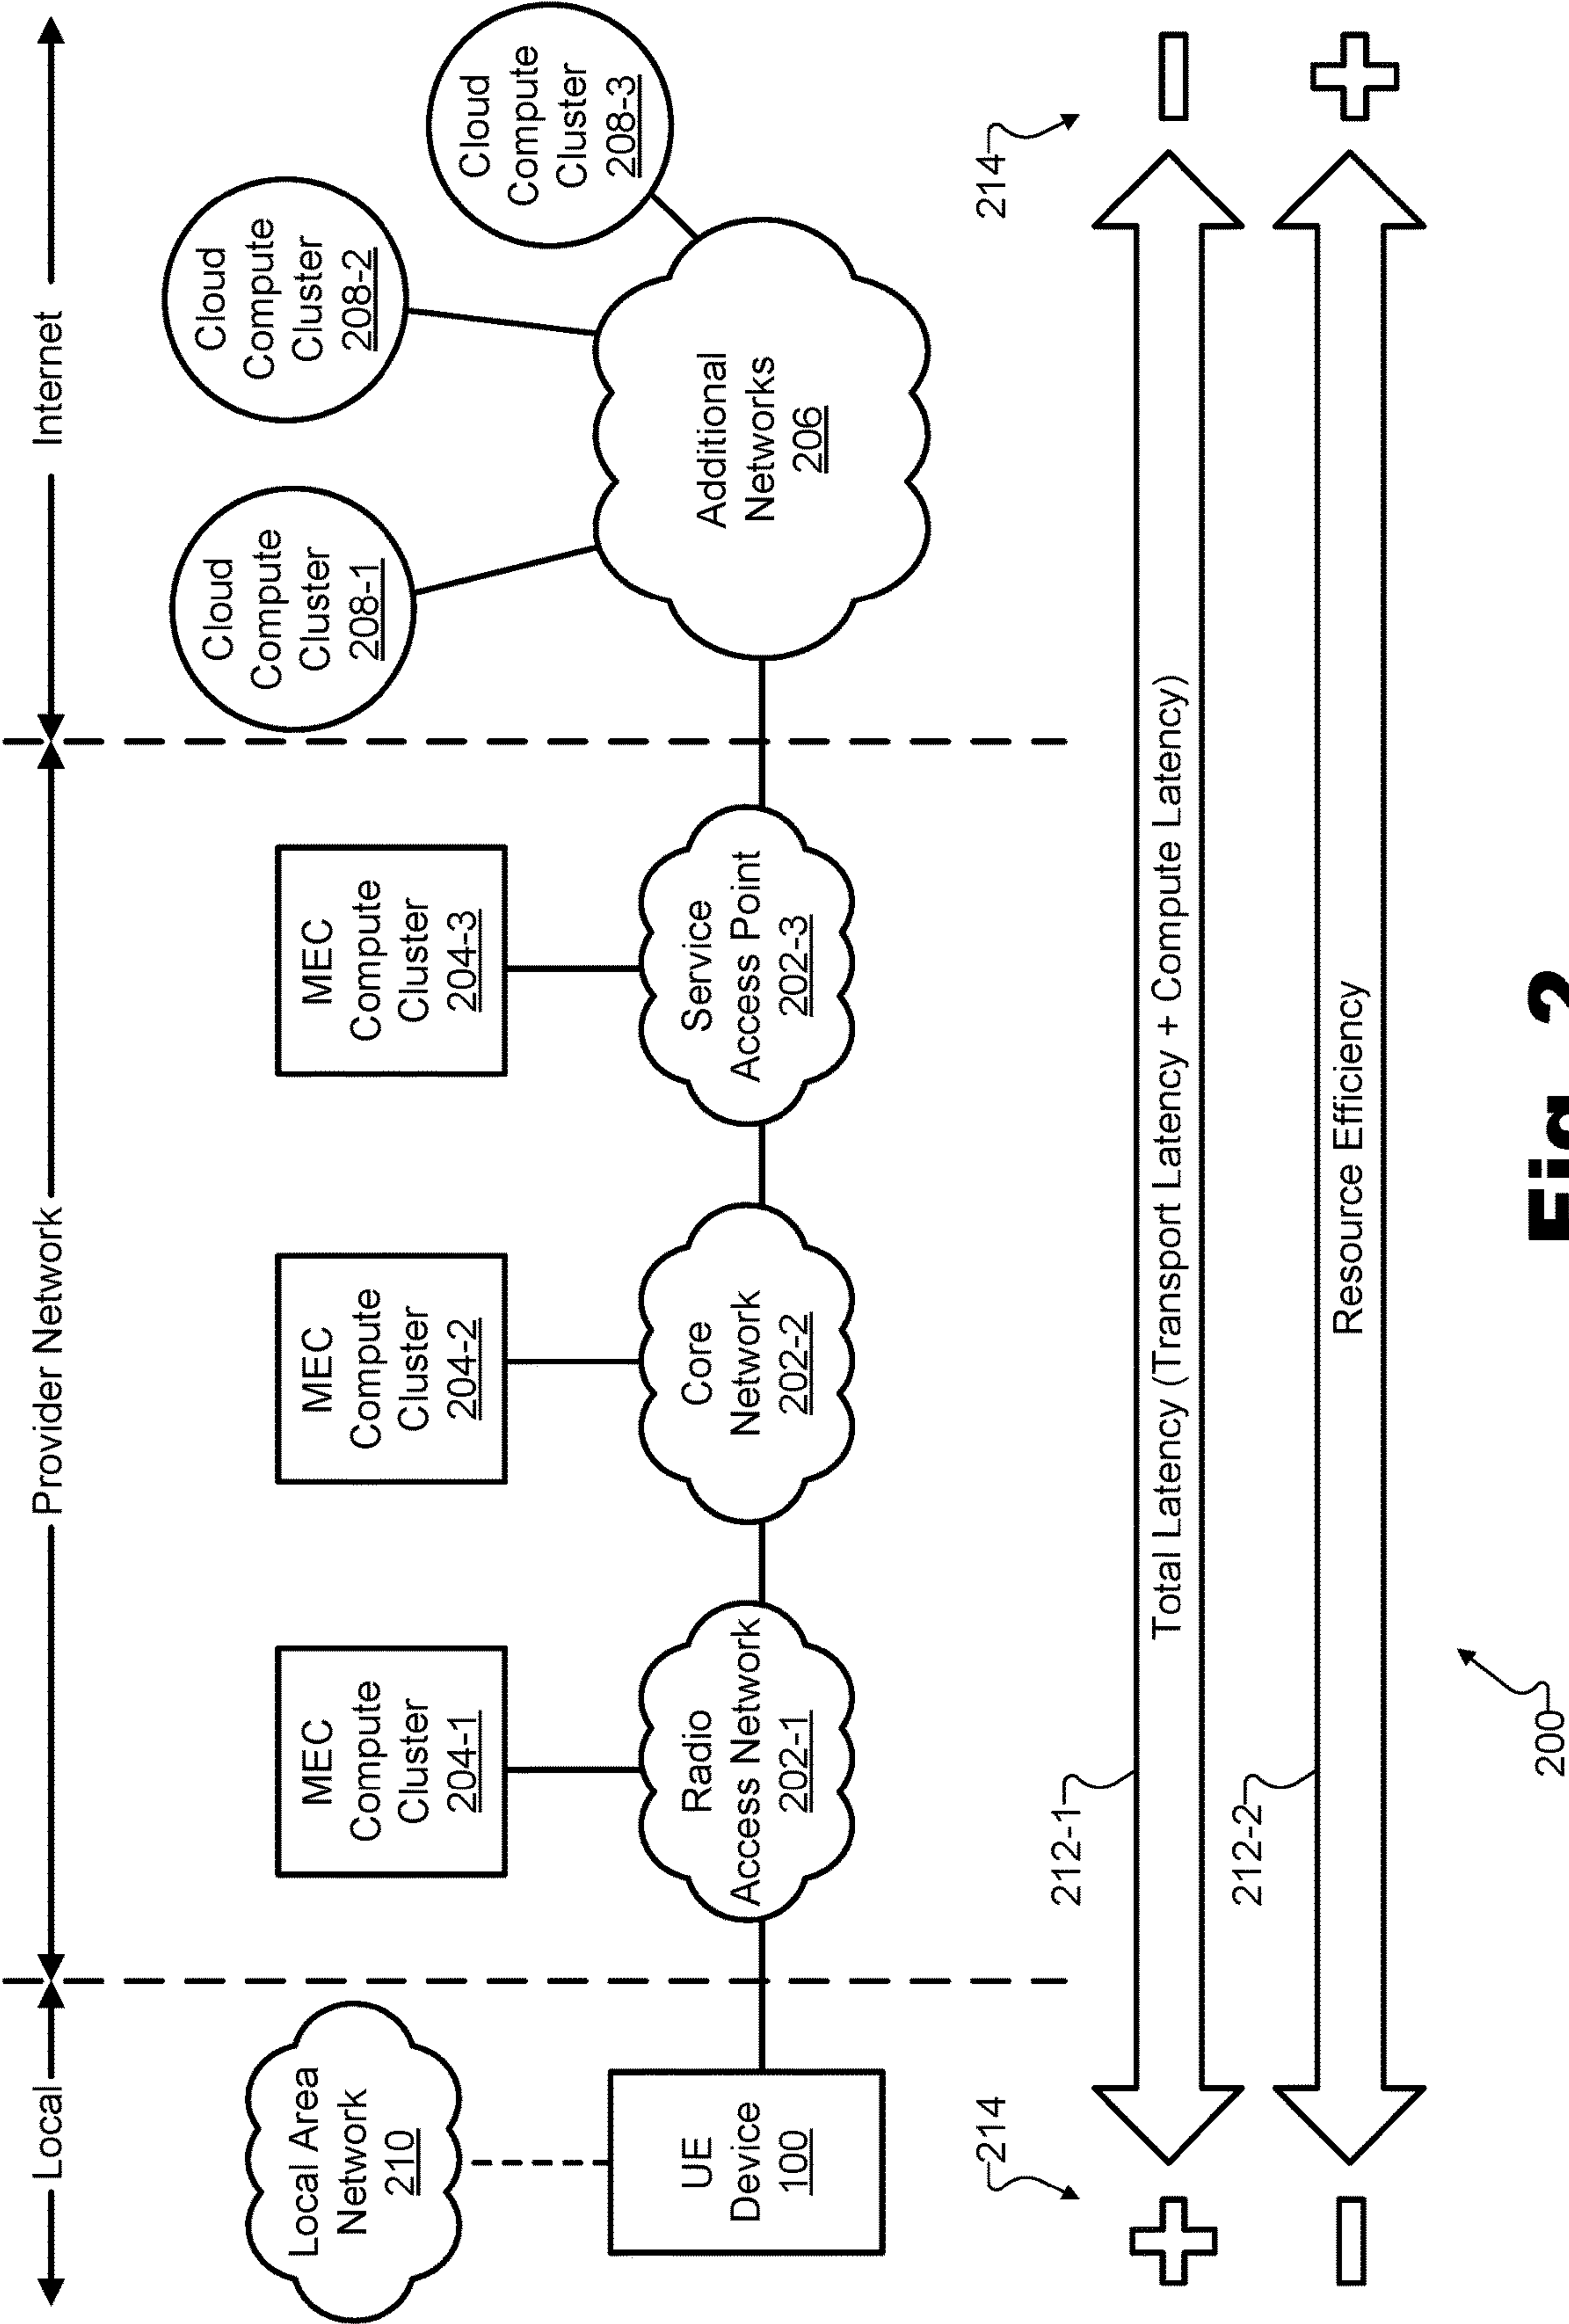 Local
Provider Network
Internet
Local Area
Network
210
UE
Device
100
MEC
Compute
Cluster
204-1
Radio
Access Network
202-1
MEC
Compute
Cluster
204-2
Core
Network
202-2
MEC
Compute
Cluster
204-3
Service
Access Point
202-3
Cloud
Compute
Cluster
208-1
Cloud
Compute
Cluster
208-2
Cloud
Compute
Cluster
208-3
Additional
Networks
206
214
214
212-1
+
Total Latency (Transport Latency + Compute Latency)
−
212-2
−
Resource Efficiency
+
200
Fig. 2